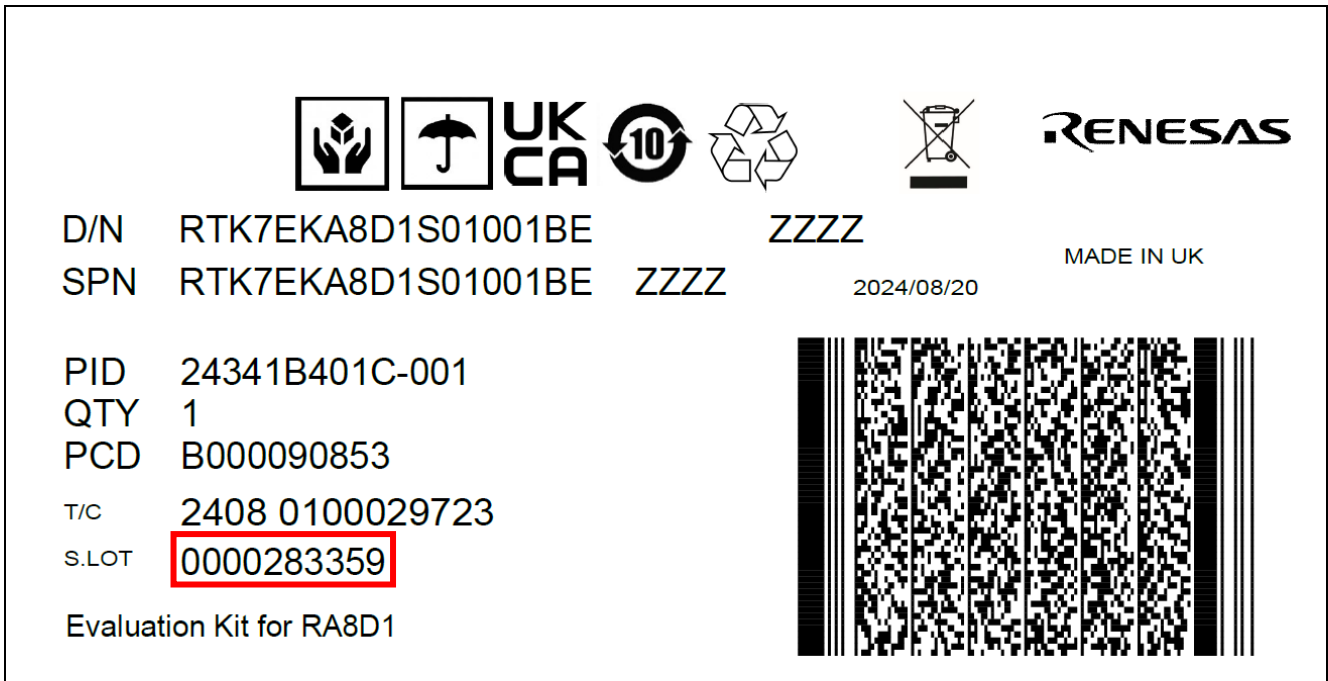 UK
CA
10
RENESAS
D/N RTK7EKA8D1S01001BE ZZZZ
MADE IN UK
SPN RTK7EKA8D1S01001BE ZZZZ 2024/08/20
PID 24341B401C-001
QTY 1
PCD B000090853
T/C 2408 0100029723
S.LOT 0000283359
Evaluation Kit for RA8D1